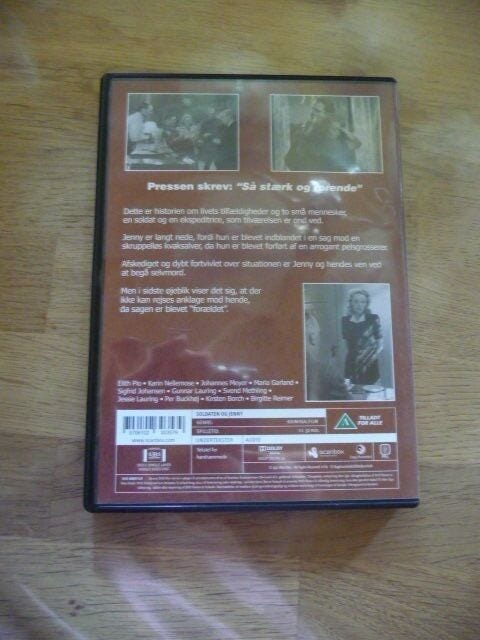 Pressen skrev: "Så stærk og rørende"
Dette er historien om livets tilfældigheder og to små mennesker,
en soldat og en ekspeditrice, som tilværelsen er ond ved.
Jenny er langt nede, fordi hun er blevet indblandet i en sag mod en
skruppelløs kvaksalver, da hun er blevet forført af en arrogant pelsgrosserer.
Afskediget og dybt fortvivlet over situationen er Jenny og hendes ven ved
at begå selvmord.
Men i sidste øjeblik viser det sig, at der
ikke kan rejses anklage mod hende,
da sagen er blevet "forældet".
Elith Pio • Karin Nellemose • Johannes Meyer • Maria Garland •
Sigfrid Johansen • Gunnar Lauring • Svend Methling •
Jessie Lauring • Per Buckhøj • Kirsten Borch • Birgitte Reimer
SOLDATEN OG JENNY
GENRE: KRIMINALFILM
SPILLETID:
UNDERTEKSTER AUDIO
TILLADT
FOR ALLE
www.scanbox.com
Tekstet for
hørehæmmede
DOLBY
scanbox